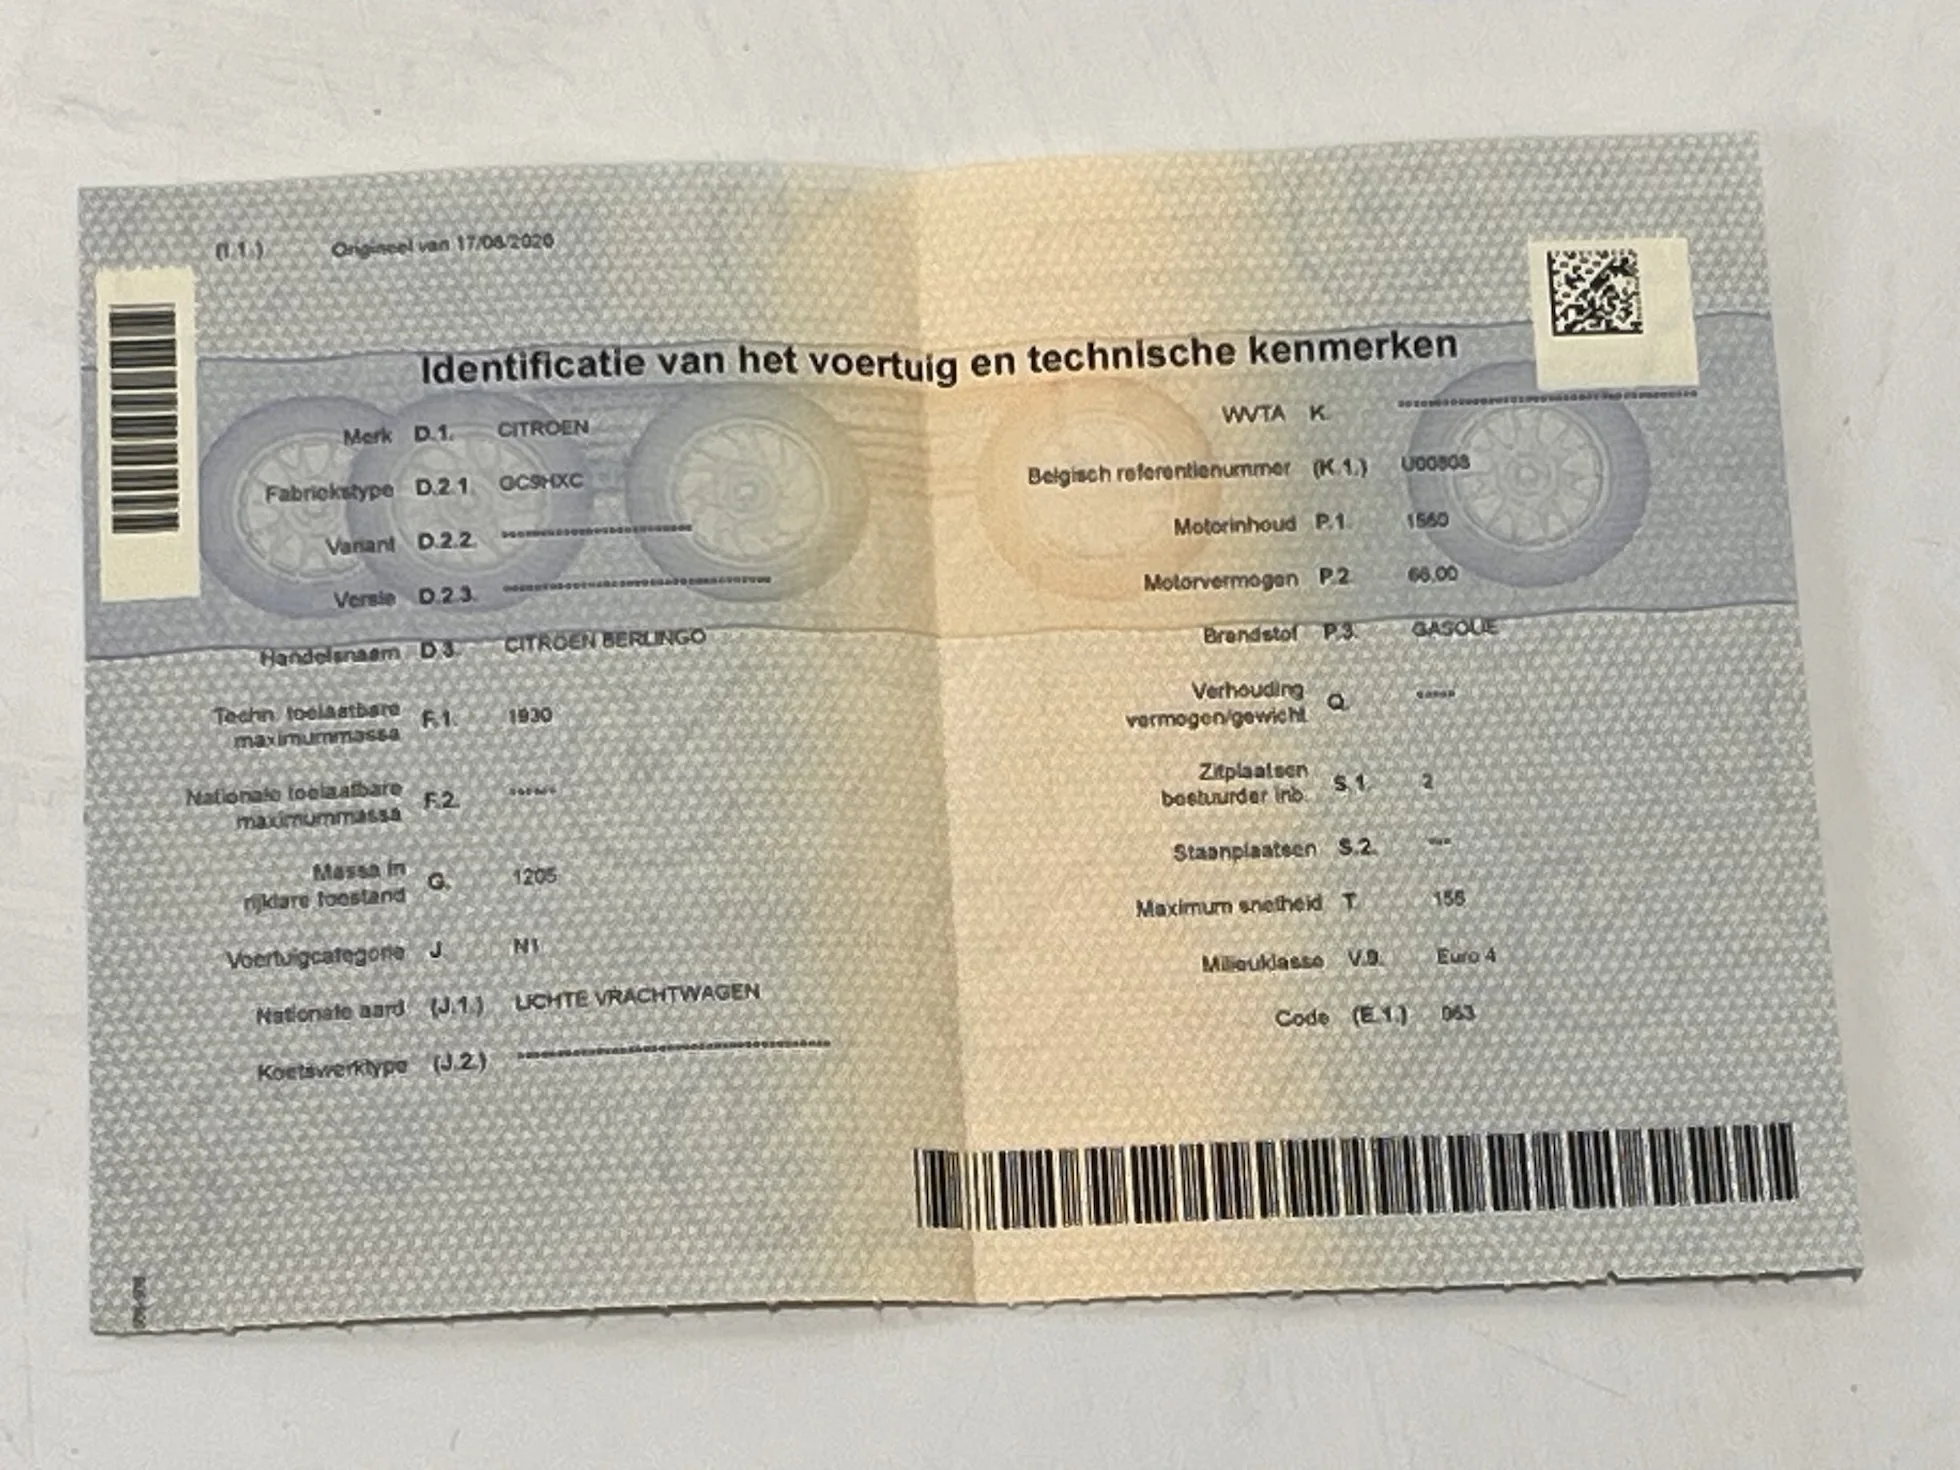 (I.1.) Origineel van 17/08/2020
Identificatie van het voertuig en technische kenmerken
Merk D.1. CITROEN
Fabriekstype D.2.1. GC9HXC
Variant D.2.2. --------------------
Versie D.2.3. ----------------------------
Handelsnaam D.3. CITROEN BERLINGO
Techn. toelaatbare
maximummassa F.1. 1930
Nationale toelaatbare
maximummassa F.2. ------
Massa in
rijklare toestand G. 1205
Voertuigcategorie J. N1
Nationale aard (J.1.) LICHTE VRACHTWAGEN
Koetswerktype (J.2.) --------------------------------
WVTA K. --------------------------------
Belgisch referentienummer (K.1.)
Motorinhoud P.1. 1560
Motorvermogen P.2. 66.00
Brandstof P.3. GASOLIE
Verhouding
vermogen/gewicht Q. -----
Zitplaatsen
bestuurder inb. S.1. 2
Staanplaatsen S.2. ---
Maximum snelheid T.
Milieuklasse V.9. Euro 4
Code (E.1.) 063